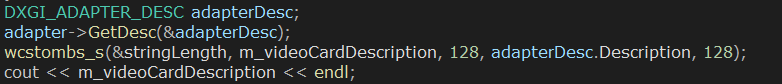 DXGI_ADAPTER_DESC adapterDesc;
adapter->GetDesc(&adapterDesc);
wcstombs_s(&stringLength, m_videoCardDescription, 128, adapterDesc.Description, 128);
cout << m_videoCardDescription << endl;